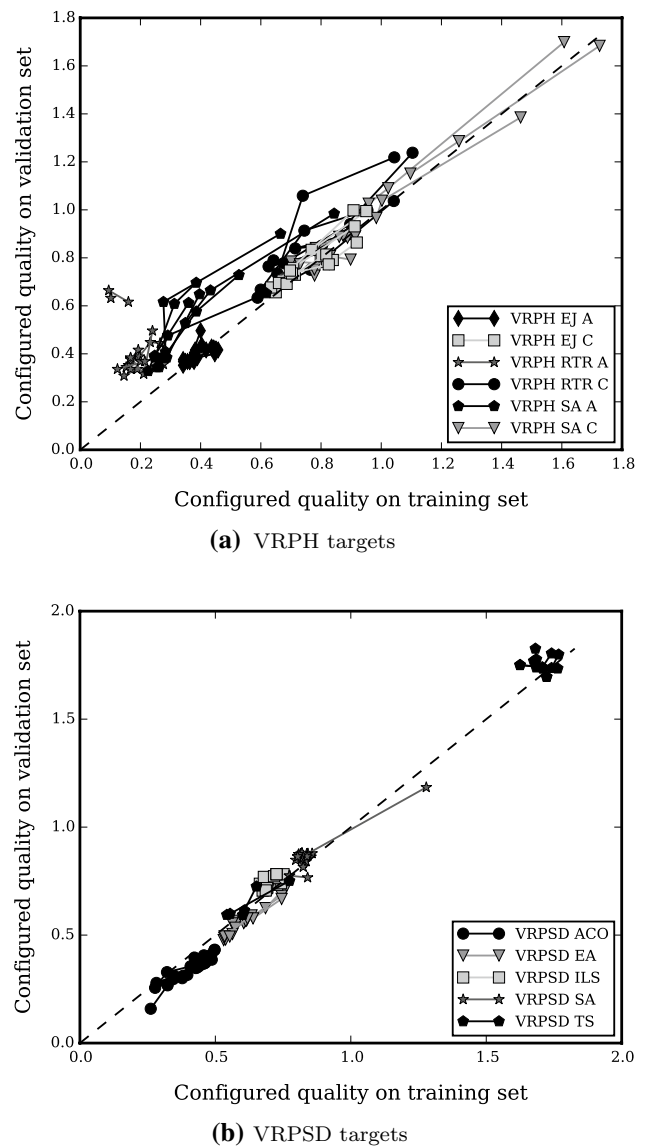 1.8
1.6
1.4
1.2
1.0
0.8
0.6
0.4
0.2
0.0
Configured quality on validation set
VRPH EJ A
VRPH EJ C
VRPH RTR A
VRPH RTR C
VRPH SA A
VRPH SA C
0.0 0.2 0.4 0.6 0.8 1.0 1.2 1.4 1.6 1.8
Configured quality on training set
(a) VRPH targets
2.0
1.5
1.0
0.5
0.0
Configured quality on validation set
VRPSD ACO
VRPSD EA
VRPSD ILS
VRPSD SA
VRPSD TS
0.0 0.5 1.0 1.5 2.0
Configured quality on training set
(b) VRPSD targets